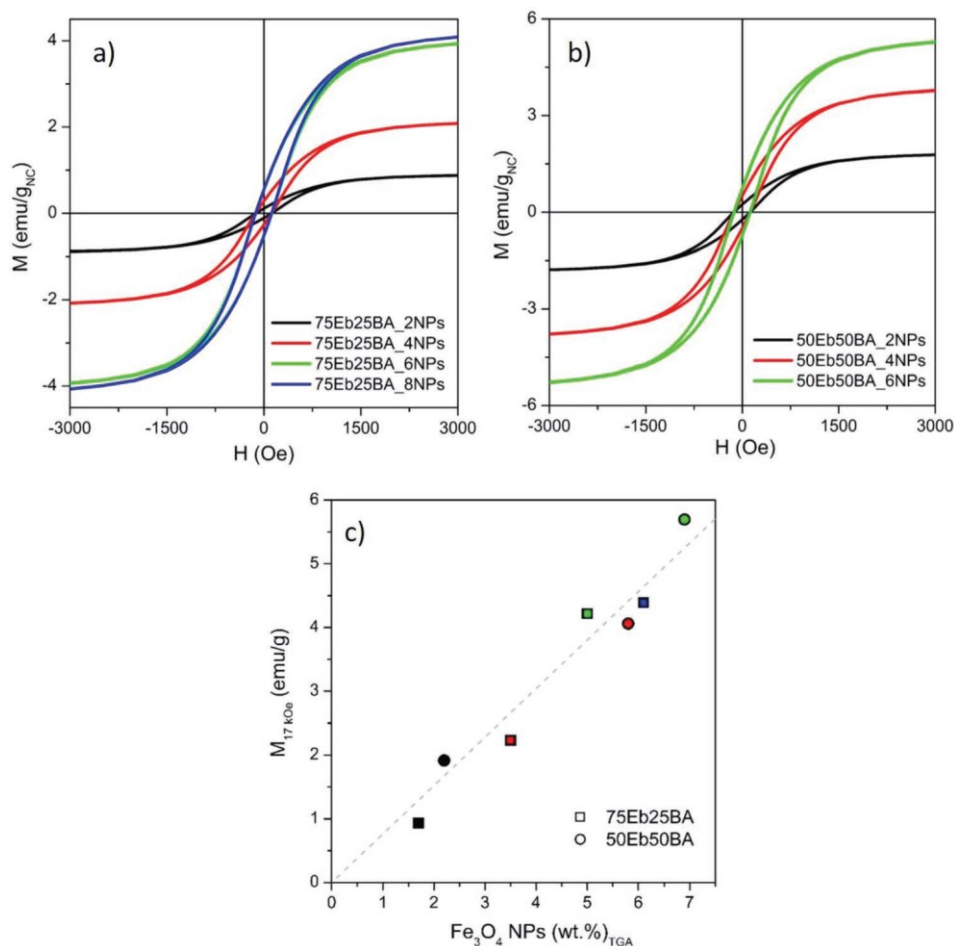 a)
M (emu/g_NC)
4
2
0
-2
-4
75Eb25BA_2NPs
75Eb25BA_4NPs
75Eb25BA_6NPs
75Eb25BA_8NPs
-3000 -1500 0 1500 3000
H (Oe)
b)
M (emu/g_NC)
6
3
0
-3
-6
50Eb50BA_2NPs
50Eb50BA_4NPs
50Eb50BA_6NPs
-3000 -1500 0 1500 3000
H (Oe)
c)
M_17 kOe (emu/g)
6
5
4
3
2
1
0
75Eb25BA
50Eb50BA
0 1 2 3 4 5 6 7
Fe₃O₄ NPs (wt.%)_TGA